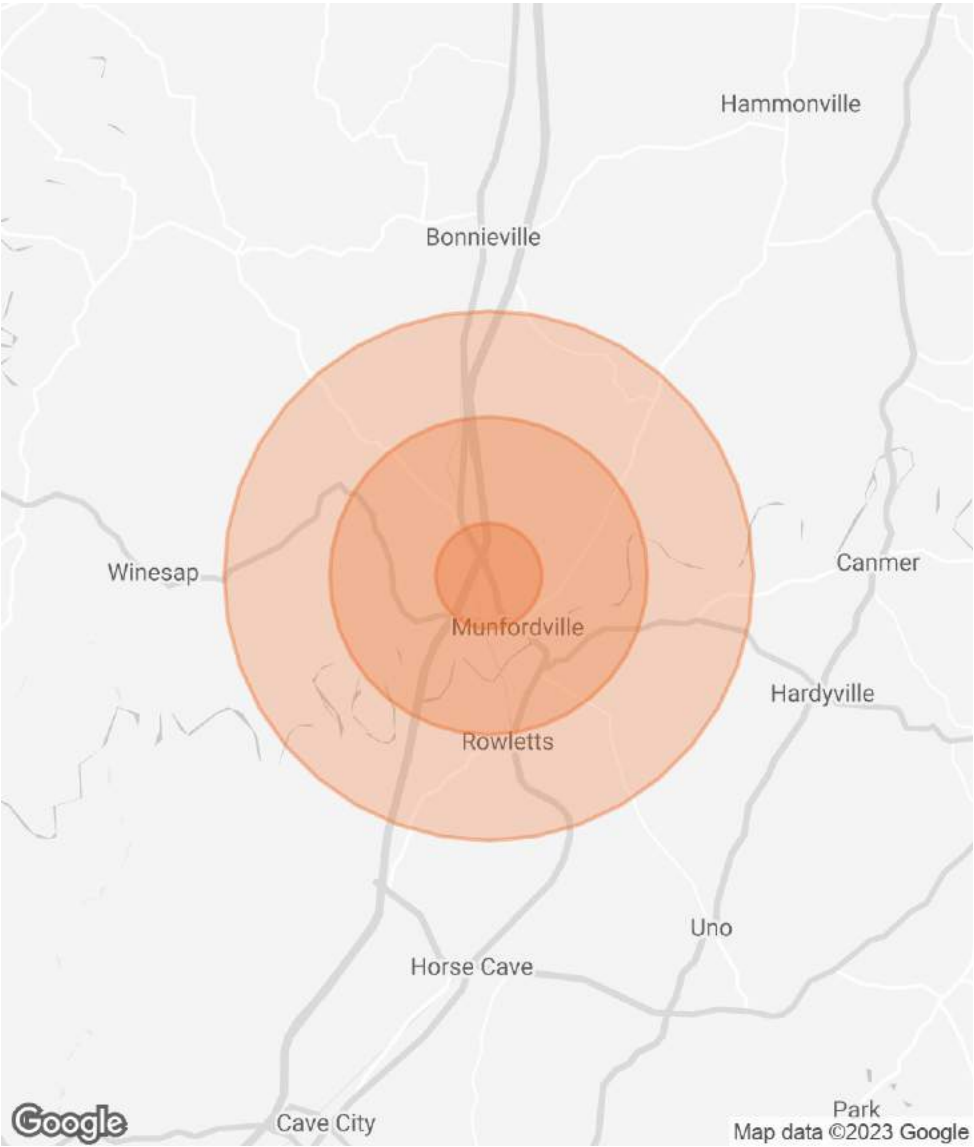 Hammonville
Bonnieville
Canmer
Winesap
Munfordville
Hardyville
Rowletts
Uno
Horse Cave
Park
Google
Cave City
Map data ©2023 Google